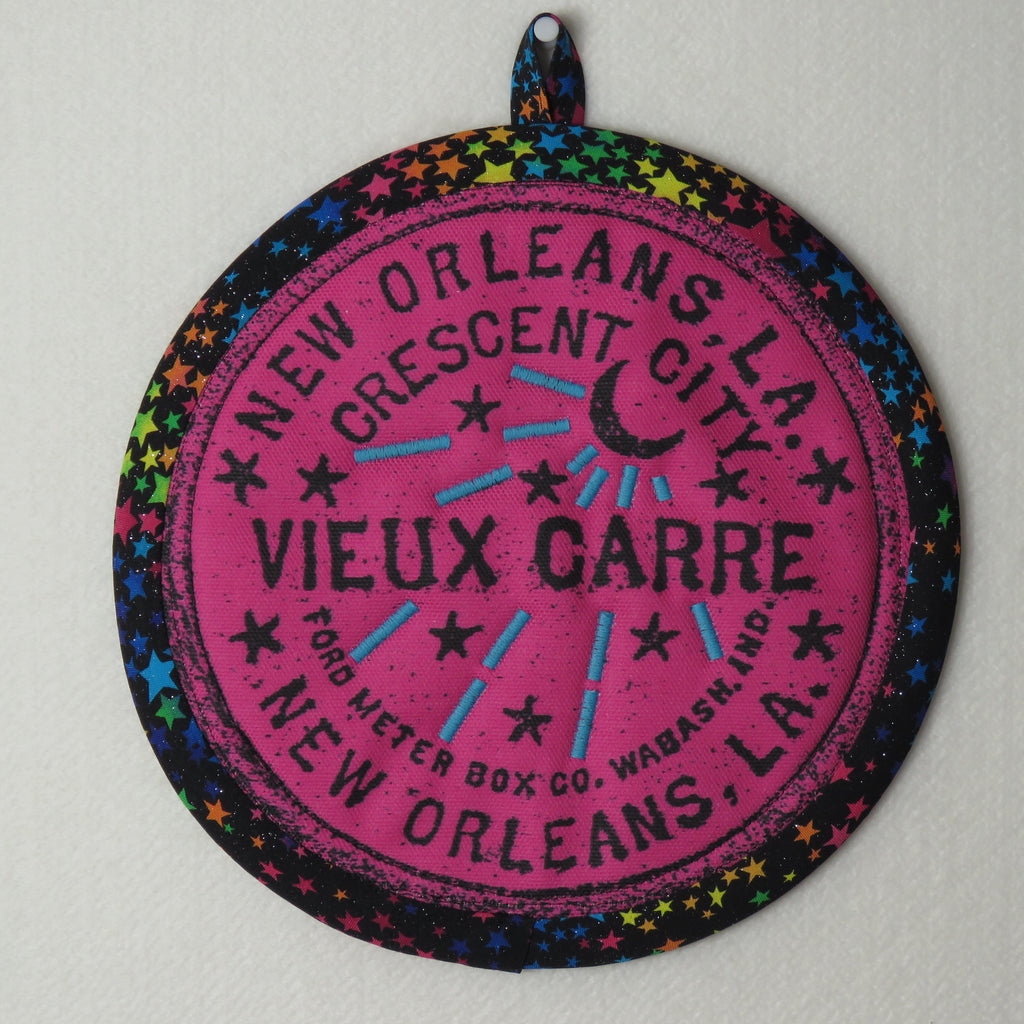 NEW ORLEANS, LA.
CRESCENT CITY
VIEUX CARRE
FORD METER BOX CO. WABASH. IND.
NEW ORLEANS, LA.